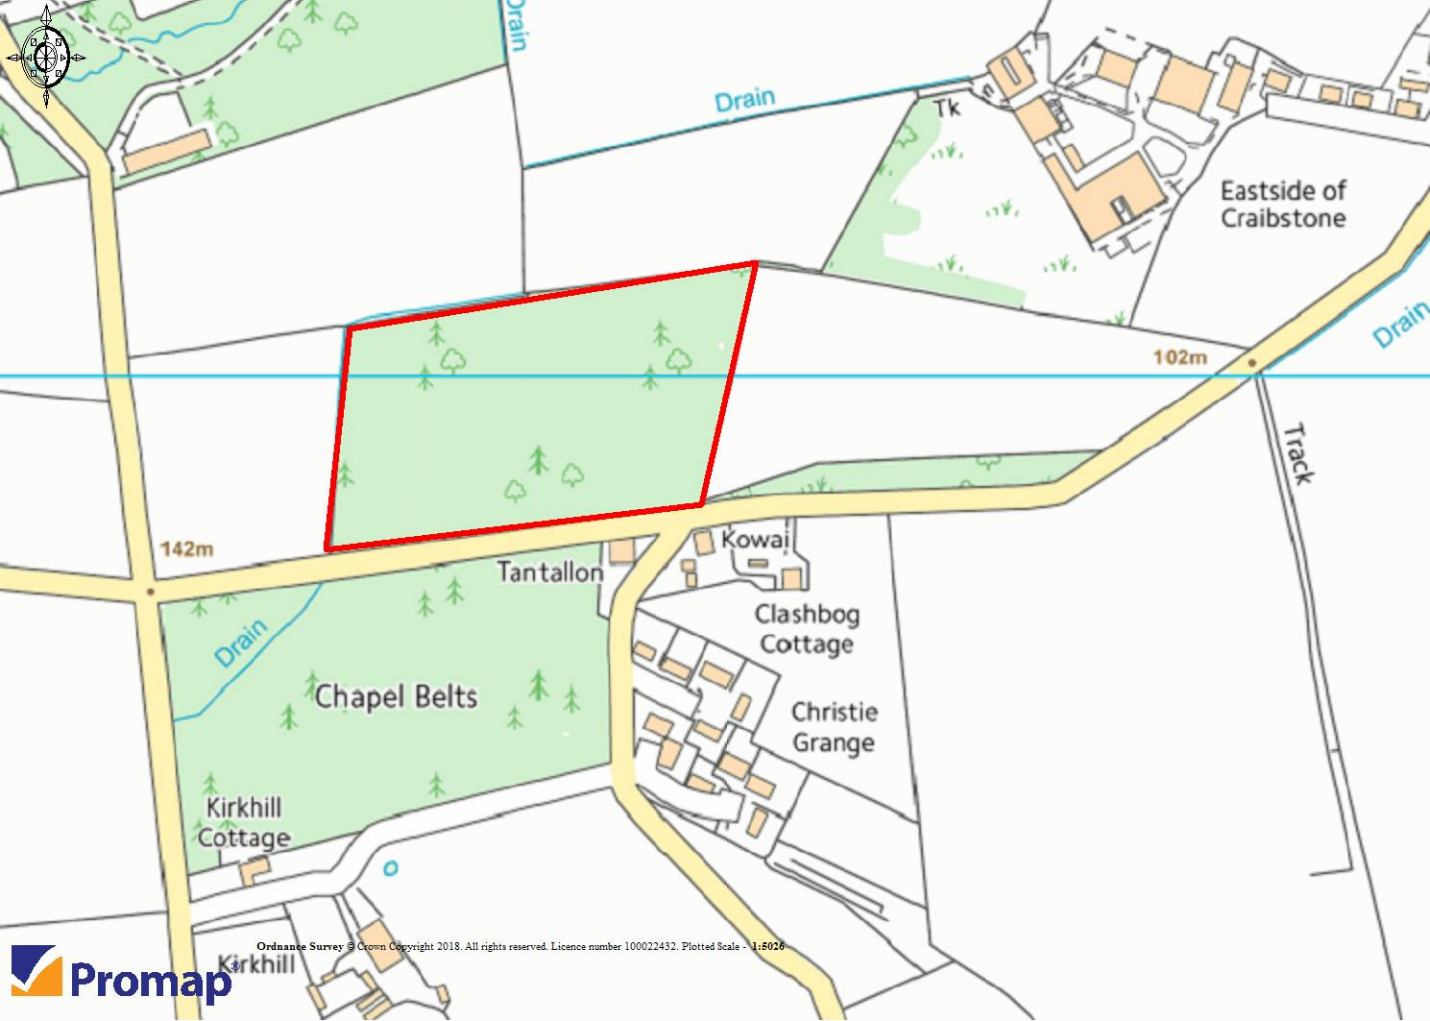 Drain
Drain
Tk
Eastside of
Craibstone
Drain
102m
Track
142m
Kowai
Tantallon
Clashbog
Cottage
Drain
Chapel Belts
Christie
Grange
Kirkhill
Cottage
Ordnance Survey © Crown Copyright 2018. All rights reserved. Licence number 100022432. Plotted Scale - 1:5026
Kirkhill
Promap